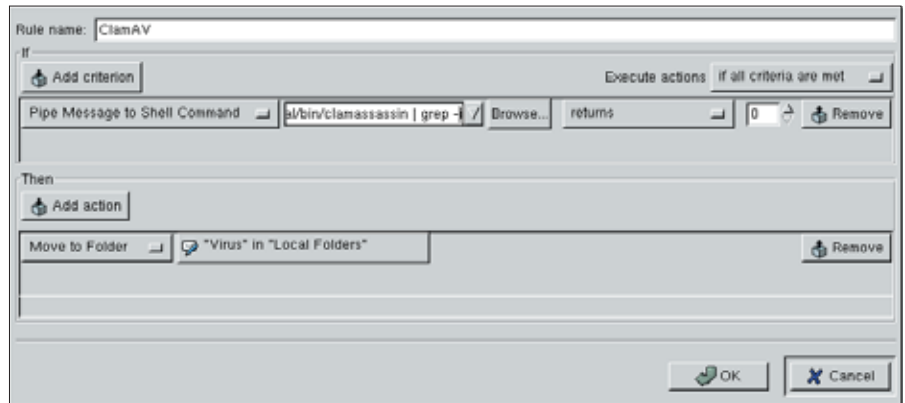 Rule name: ClamAV
If
Add criterion Execute actions if all criteria are met
Pipe Message to Shell Command al/bin/clamassassin | grep -i / Browse... returns 0 Remove
Then
Add action
Move to Folder "Virus" in "Local Folders" Remove
OK Cancel